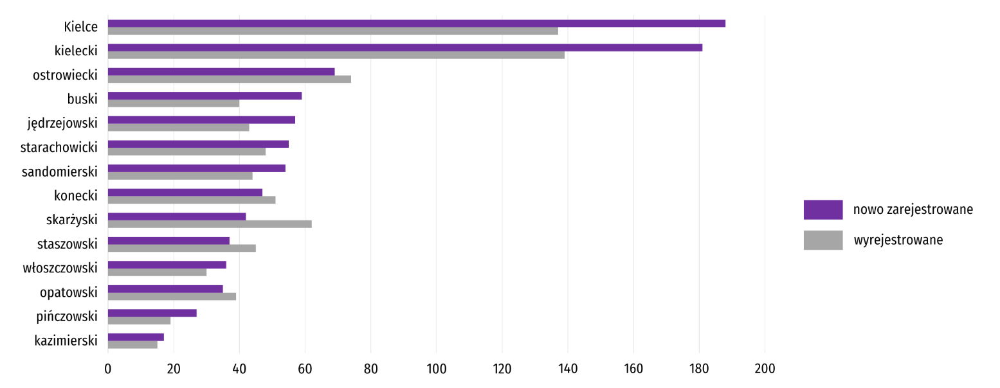 Kielce
kielecki
ostrowiecki
buski
jędrzejowski
starachowicki
sandomierski
konecki
skarżyski
staszowski
włoszczowski
opatowski
pińczowski
kazimierski
0 20 40 60 80 100 120 140 160 180 200
nowo zarejestrowane
wyrejestrowane